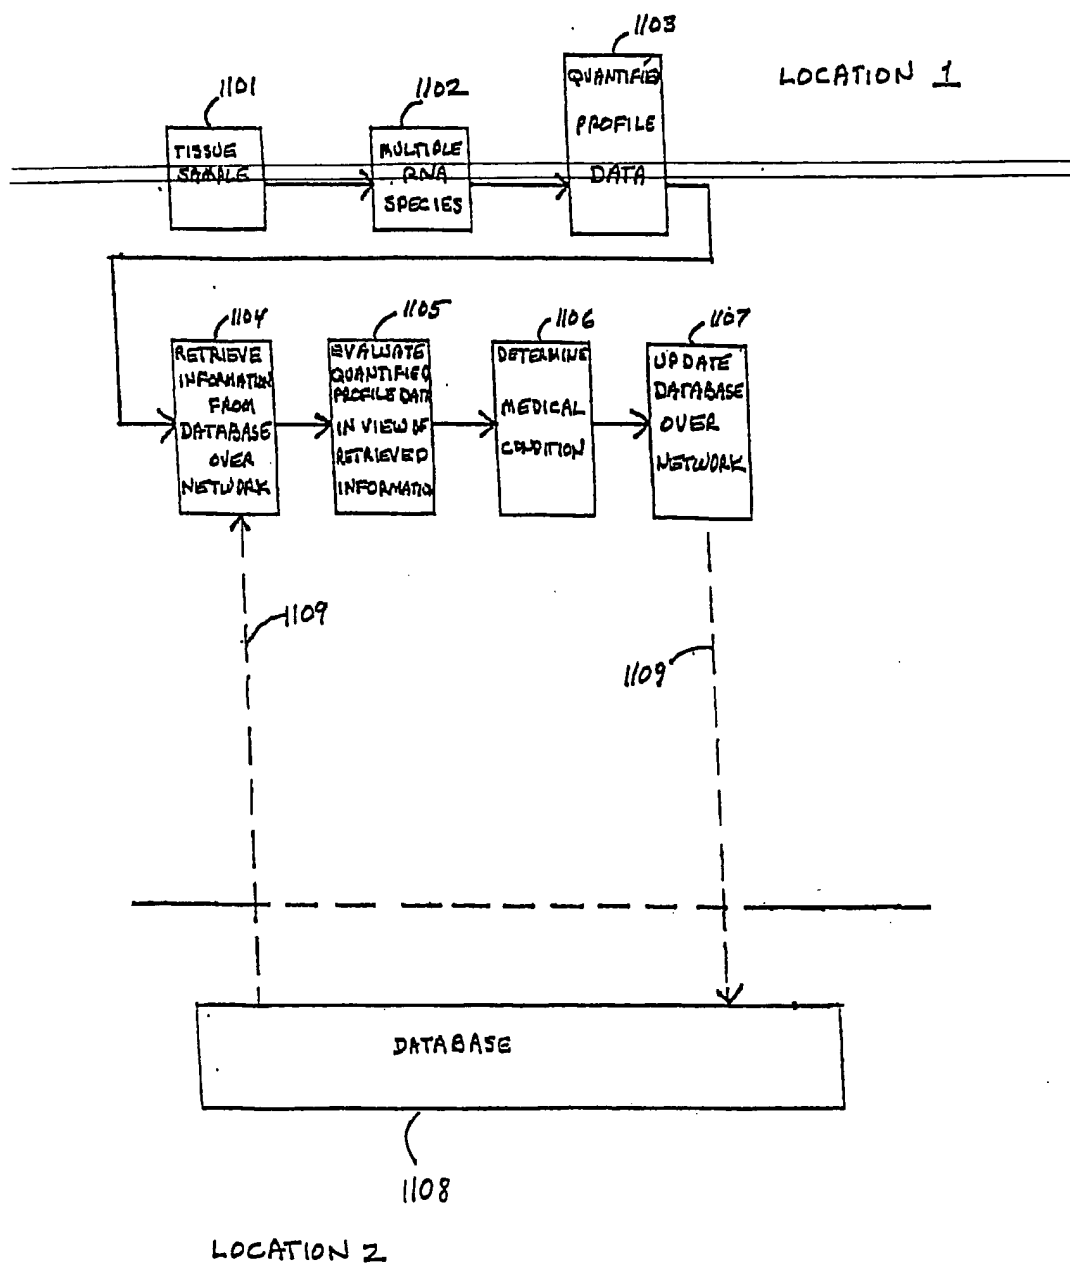 1103
LOCATION 1
1101
1102
QUANTIFIED
PROFILE
DATA
TISSUE
SAMPLE
MULTIPLE
RNA
SPECIES
1104
1105
1106
1107
RETRIEVE
INFORMATION
FROM
DATABASE
OVER
NETWORK
EVALUATE
QUANTIFIED
PROFILE DATA
IN VIEW OF
RETRIEVED
INFORMATION
DETERMINE
MEDICAL
CONDITION
UPDATE
DATABASE
OVER
NETWORK
1109
1109
DATABASE
1108
LOCATION 2